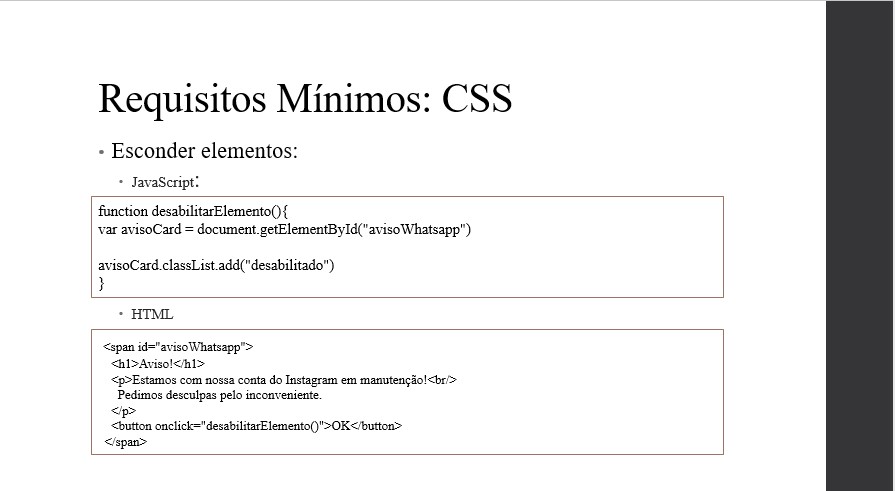 Requisitos Mínimos: CSS
• Esconder elementos:
• JavaScript:
function desabilitarElemento(){
var avisoCard = document.getElementById("avisoWhatsapp")
avisoCard.classList.add("desabilitado")
}
• HTML
<span id="avisoWhatsapp">
<h1>Aviso!</h1>
<p>Estamos com nossa conta do Instagram em manutenção!<br/>
Pedimos desculpas pelo inconveniente.
</p>
<button onclick="desabilitarElemento()">OK</button>
</span>